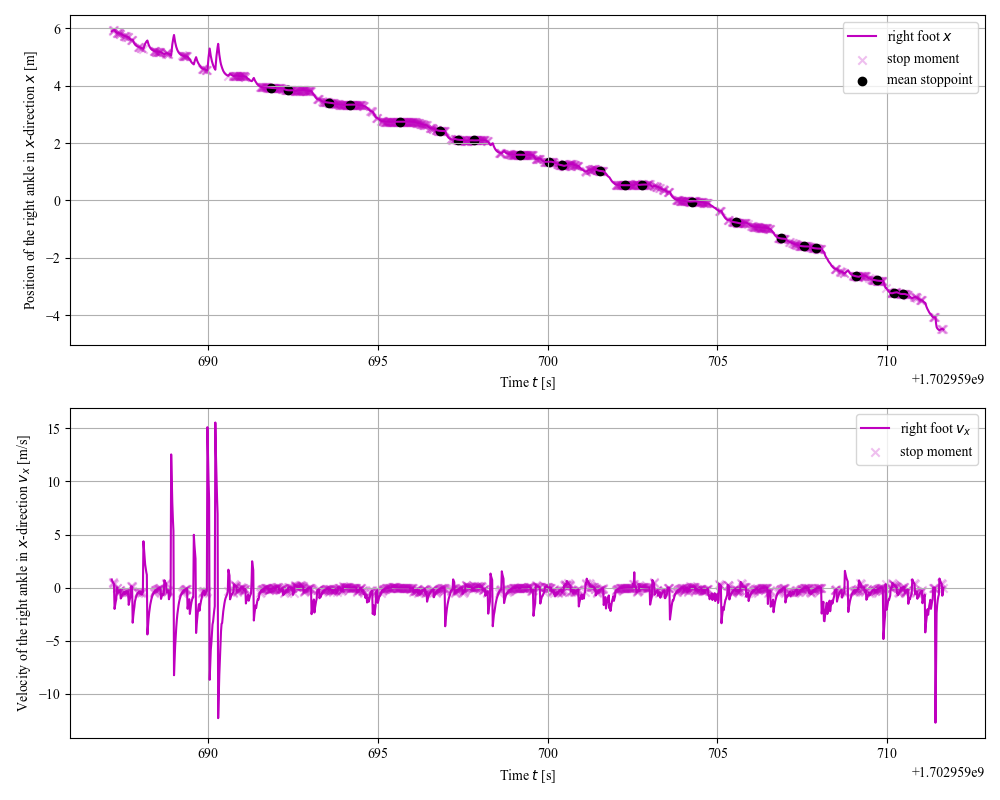 Position of the right ankle in x-direction x [m]
6
4
2
0
−2
−4
right foot x
stop moment
mean stoppoint
690
695
700
705
710
Time t [s]
+1.702959e9
Velocity of the right ankle in x-direction vₓ [m/s]
15
10
5
0
−5
−10
right foot vₓ
stop moment
690
695
700
705
710
Time t [s]
+1.702959e9